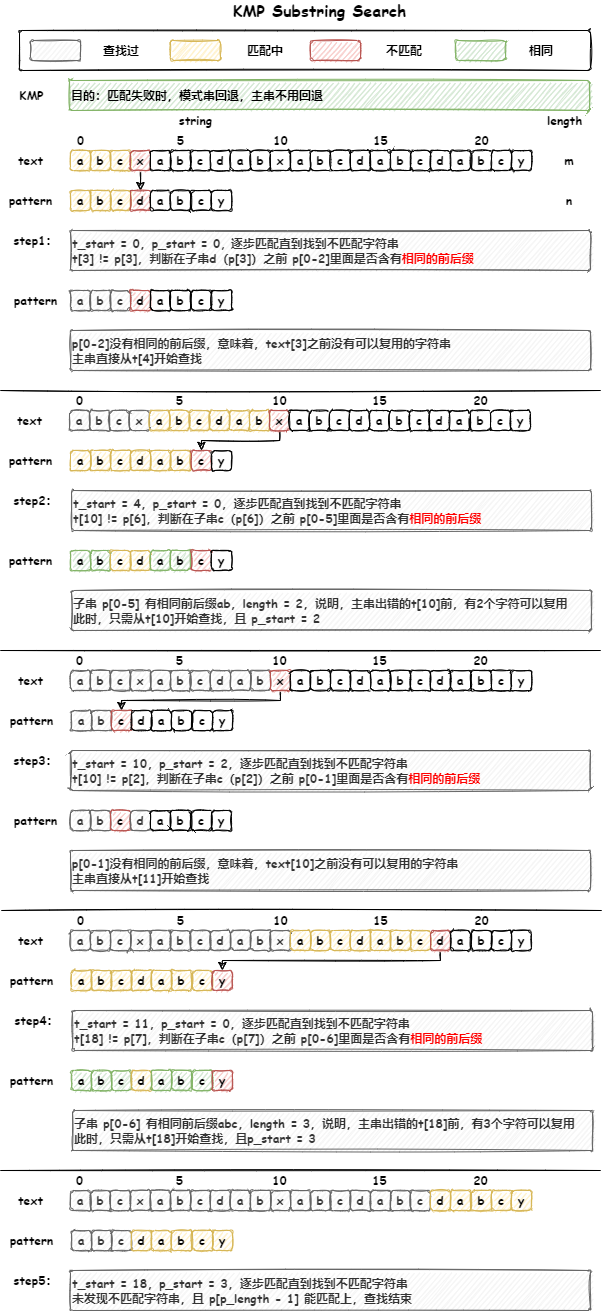 KMP Substring Search
查找过 匹配中 不匹配 相同
KMP 目的：匹配失败时，模式串回退，主串不用回退
string length
0 5 10 15 20
text a b c x a b c d a b x a b c d a b c d a b c y m
pattern a b c d a b c y n
step1: t_start = 0，p_start = 0，逐步匹配直到找到不匹配字符串
t[3] != p[3]，判断在子串d（p[3]）之前 p[0-2]里面是否含有相同的前后缀
pattern a b c d a b c y
p[0-2]没有相同的前后缀，意味着，text[3]之前没有可以复用的字符串
主串直接从t[4]开始查找
0 5 10 15 20
text a b c x a b c d a b x a b c d a b c d a b c y
pattern a b c d a b c y
step2: t_start = 4，p_start = 0，逐步匹配直到找到不匹配字符串
t[10] != p[6]，判断在子串c（p[6]）之前 p[0-5]里面是否含有相同的前后缀
pattern a b c d a b c y
子串 p[0-5] 有相同前后缀ab，length = 2，说明，主串出错的t[10]前，有2个字符可以复用
此时，只需从t[10]开始查找，且 p_start = 2
0 5 10 15 20
text a b c x a b c d a b x a b c d a b c d a b c y
pattern a b c d a b c y
step3: t_start = 10，p_start = 2，逐步匹配直到找到不匹配字符串
t[10] != p[2]，判断在子串c（p[2]）之前 p[0-1]里面是否含有相同的前后缀
pattern a b c d a b c y
p[0-1]没有相同的前后缀，意味着，text[10]之前没有可以复用的字符串
主串直接从t[11]开始查找
0 5 10 15 20
text a b c x a b c d a b x a b c d a b c d a b c y
pattern a b c d a b c y
step4: t_start = 11，p_start = 0，逐步匹配直到找到不匹配字符串
t[18] != p[7]，判断在子串c（p[7]）之前 p[0-6]里面是否含有相同的前后缀
pattern a b c d a b c y
子串 p[0-6] 有相同前后缀abc，length = 3，说明，主串出错的t[18]前，有3个字符可以复用
此时，只需从t[18]开始查找，且p_start = 3
0 5 10 15 20
text a b c x a b c d a b x a b c d a b c d a b c y
pattern a b c d a b c y
step5: t_start = 18，p_start = 3，逐步匹配直到找到不匹配字符串
未发现不匹配字符串，且 p[p_length - 1] 能匹配上，查找结束